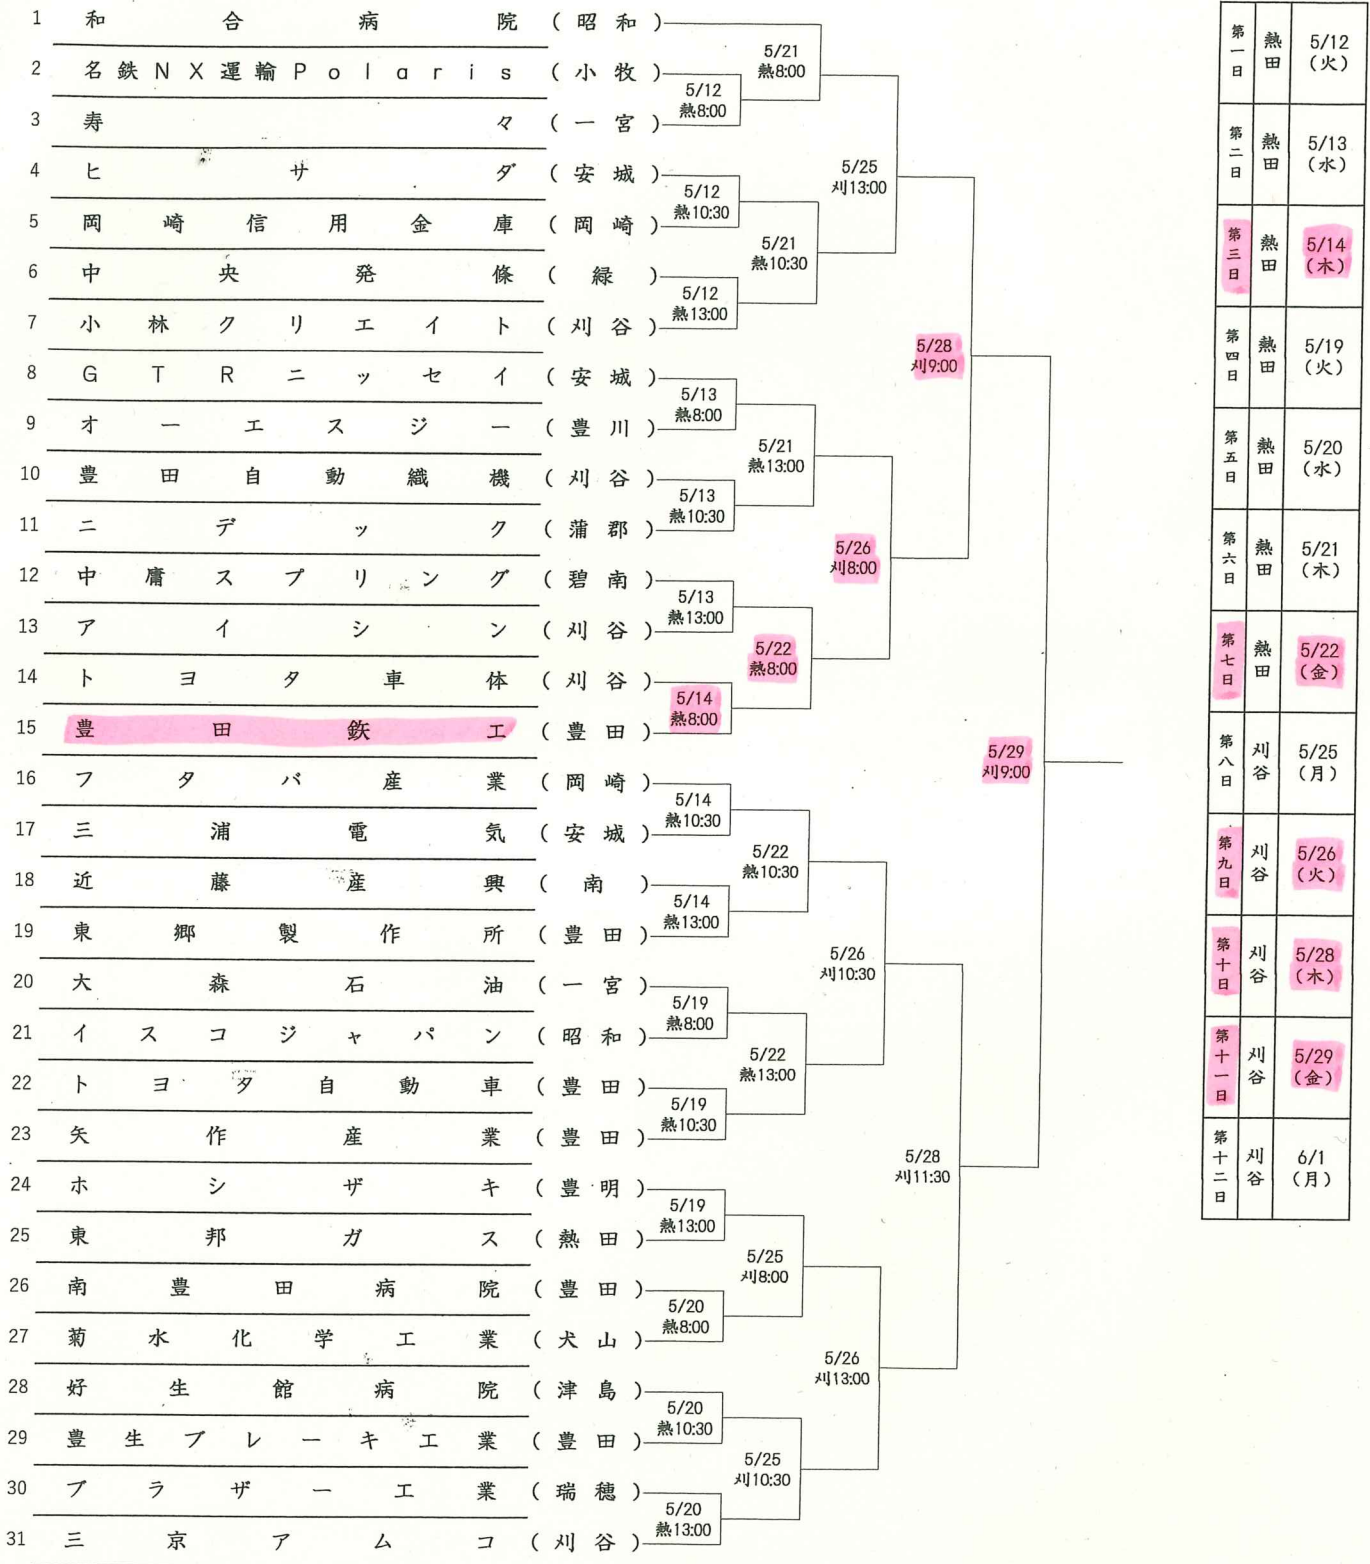 1 和合病院 (昭和)
2 名鉄NX運輸Polaris (小牧)
3 寿々 (一宮)
4 ヒサダ (安城)
5 岡崎信用金庫 (岡崎)
6 中央発條 (緑)
7 小林クリエイト (刈谷)
8 GTRニッセイ (安城)
9 オーエスジー (豊川)
10 豊田自動織機 (刈谷)
11 ニデック (蒲郡)
12 中庸スプリング (碧南)
13 アイシン (刈谷)
14 トヨタ車体 (刈谷)
15 豊田鉄工 (豊田)
16 フタバ産業 (岡崎)
17 三浦電気 (安城)
18 近藤産興 (南)
19 東郷製作所 (豊田)
20 大森石油 (一宮)
21 イスコジャパン (昭和)
22 トヨタ自動車 (豊田)
23 矢作産業 (豊田)
24 ホシザキ (豊明)
25 東邦ガス (熱田)
26 南豊田病院 (豊田)
27 菊水化学工業 (犬山)
28 好生館病院 (津島)
29 豊生ブレーキ工業 (豊田)
30 ブラザー工業 (瑞穂)
31 三京アムコ (刈谷)
5/12
熱8:00
5/12
熱10:30
5/12
熱13:00
5/13
熱8:00
5/13
熱10:30
5/13
熱13:00
5/14
熱8:00
5/14
熱10:30
5/14
熱13:00
5/19
熱8:00
5/19
熱10:30
5/19
熱13:00
5/20
熱8:00
5/20
熱10:30
5/20
熱13:00
5/21
熱8:00
5/21
熱10:30
5/21
熱13:00
5/22
熱8:00
5/22
熱10:30
5/22
熱13:00
5/25
刈8:00
5/25
刈10:30
5/25
刈13:00
5/26
刈8:00
5/26
刈10:30
5/26
刈13:00
5/28
刈9:00
5/28
刈11:30
5/29
刈9:00
第一日 熱田 5/12 (火)
第二日 熱田 5/13 (水)
第三日 熱田 5/14 (木)
第四日 熱田 5/19 (火)
第五日 熱田 5/20 (水)
第六日 熱田 5/21 (木)
第七日 熱田 5/22 (金)
第八日 刈谷 5/25 (月)
第九日 刈谷 5/26 (火)
第十日 刈谷 5/28 (木)
第十一日 刈谷 5/29 (金)
第十二日 刈谷 6/1 (月)